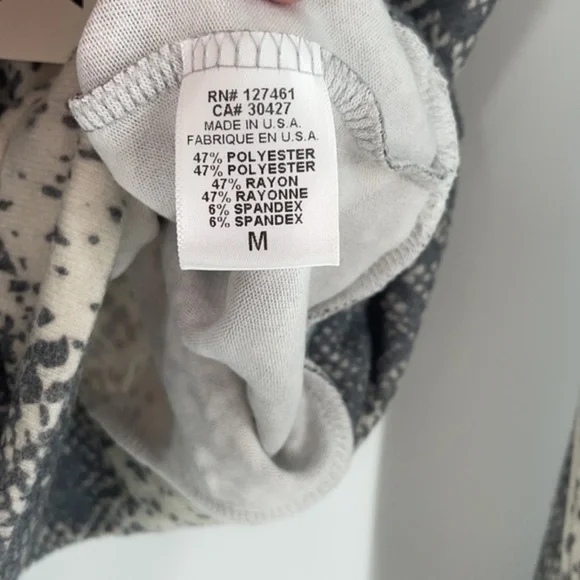 RN# 127461
CA# 30427
MADE IN U.S.A.
FABRIQUE EN U.S.A.
47% POLYESTER
47% POLYESTER
47% RAYON
47% RAYONNE
6% SPANDEX
6% SPANDEX
M